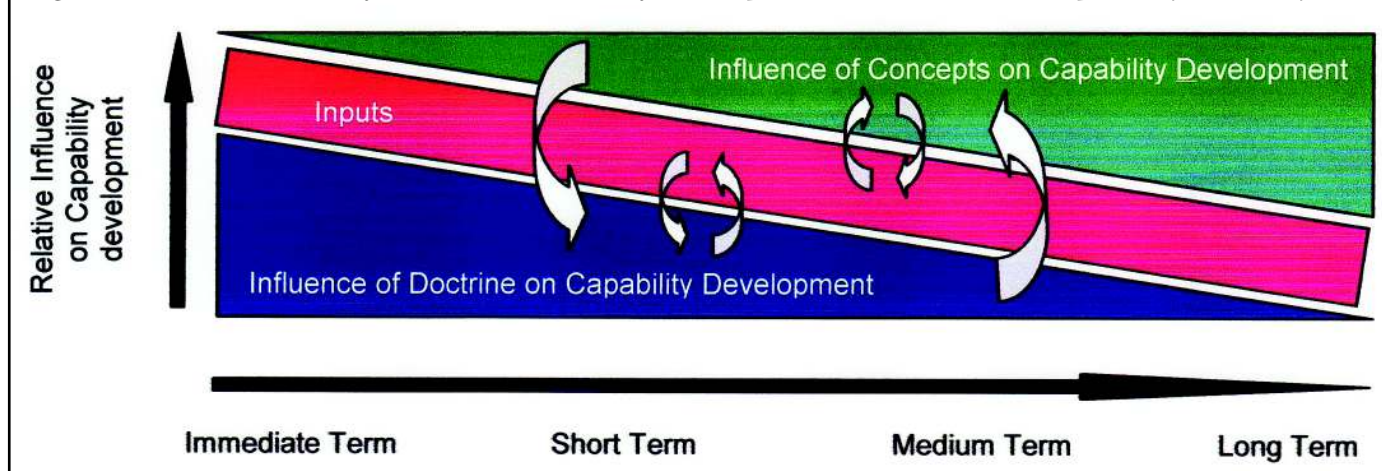 Relative Influence
on Capability
development
Influence of Concepts on Capability Development
Inputs
Influence of Doctrine on Capability Development
Immediate Term
Short Term
Medium Term
Long Term